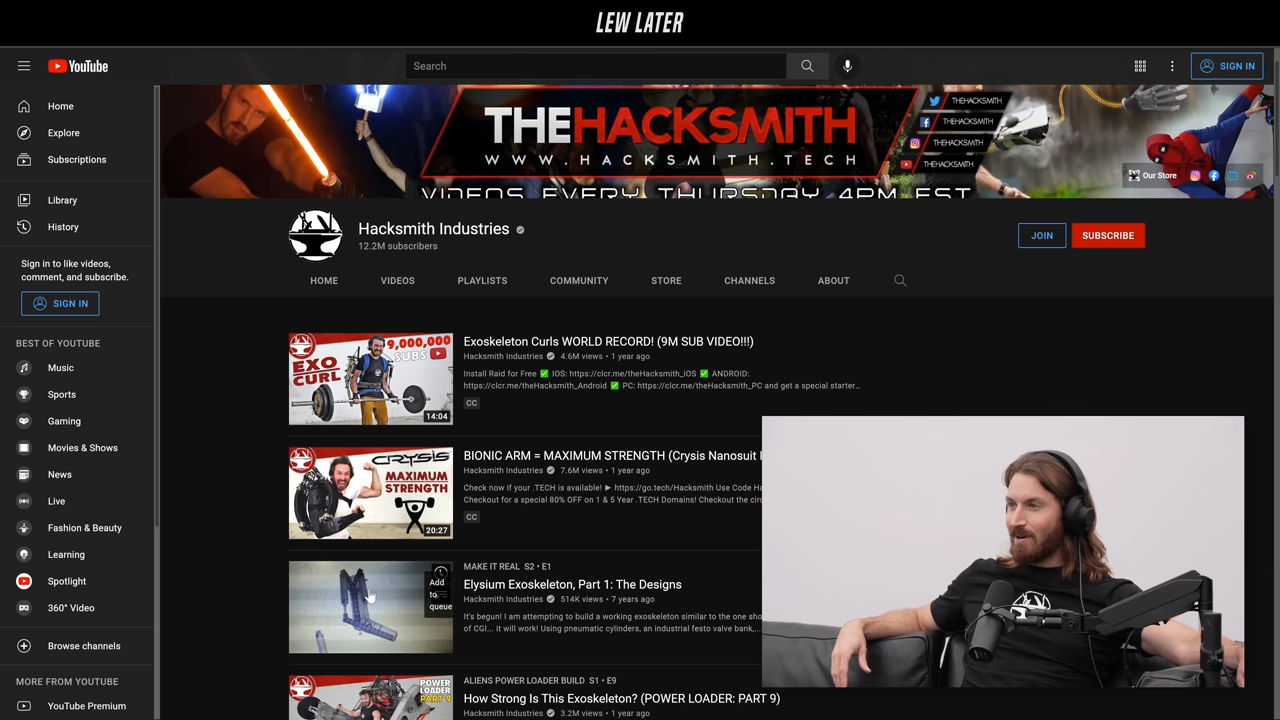 LEW LATER
YouTube
Search
SIGN IN
Home
Explore
Subscriptions
Library
History
Sign in to like videos,
comment, and subscribe.
SIGN IN
BEST OF YOUTUBE
Music
Sports
Gaming
Movies & Shows
News
Live
Fashion & Beauty
Learning
Spotlight
360° Video
Browse channels
MORE FROM YOUTUBE
YouTube Premium
THEHACKSMITH
WWW.HACKSMITH.TECH
VIDEOS EVERY THURSDAY 4PM EST
THEHACKSMITH
THEHACKSMITH
THEHACKSMITH
THEHACKSMITH
Our Store
Hacksmith Industries
12.2M subscribers
JOIN
SUBSCRIBE
HOME
VIDEOS
PLAYLISTS
COMMUNITY
STORE
CHANNELS
ABOUT
9,000,000
SUBS
EXO
CURL
14:04
Exoskeleton Curls WORLD RECORD! (9M SUB VIDEO!!!)
Hacksmith Industries 4.6M views • 1 year ago
Install Raid for Free ✅ IOS: https://clcr.me/theHacksmith_iOS ✅ ANDROID:
https://clcr.me/theHacksmith_Android ✅ PC: https://clcr.me/theHacksmith_PC and get a special starter...
CC
CRYSIS
MAXIMUM
STRENGTH
20:27
BIONIC ARM = MAXIMUM STRENGTH (Crysis Nanosuit
Hacksmith Industries 7.6M views • 1 year ago
Check now if your .TECH is available! ► https://go.tech/Hacksmith Use Code
Checkout for a special 80% OFF on 1 & 5 Year .TECH Domains! Checkout the
CC
Add
to
queue
MAKE IT REAL S2 • E1
Elysium Exoskeleton, Part 1: The Designs
Hacksmith Industries 514K views • 7 years ago
It's begun! I am attempting to build a working exoskeleton similar to the one
of CGI... it will work! Using pneumatic cylinders, an industrial festo valve bank,...
POWER
LOADER
PART 9
ALIENS POWER LOADER BUILD S1 • E9
How Strong Is This Exoskeleton? (POWER LOADER: PART 9)
Hacksmith Industries 3.2M views • 1 year ago